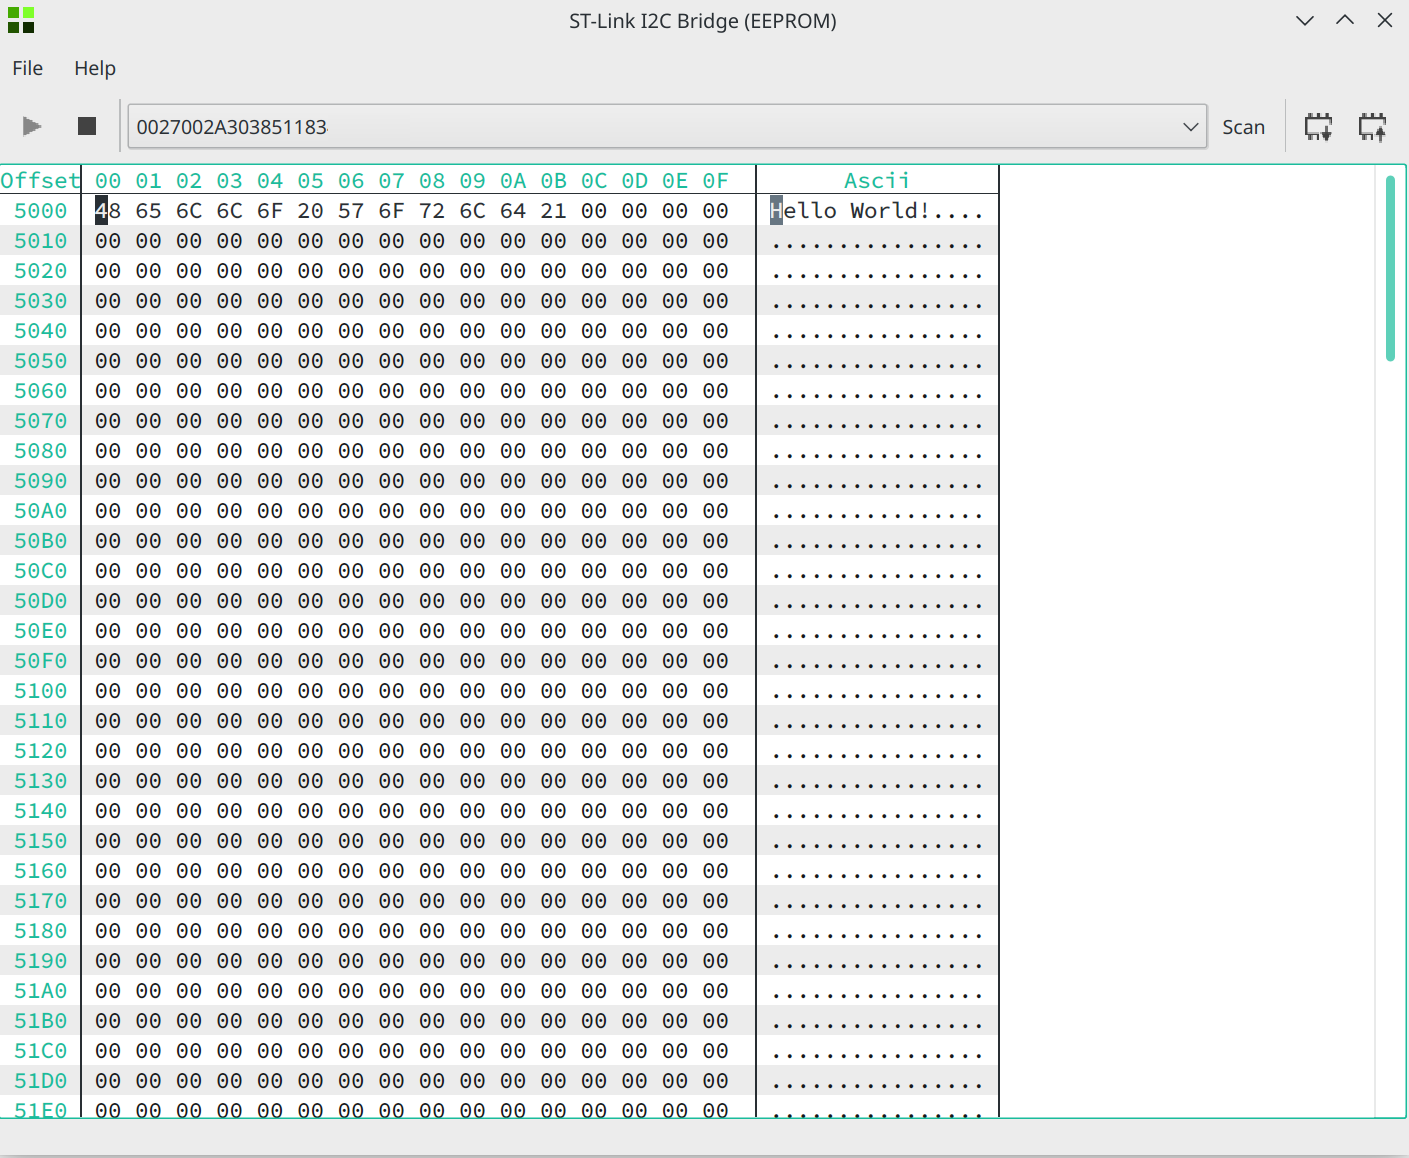 ST-Link I2C Bridge (EEPROM)
File Help
0027002A303851183 Scan
Offset 00 01 02 03 04 05 06 07 08 09 0A 0B 0C 0D 0E 0F Ascii
5000 48 65 6C 6C 6F 20 57 6F 72 6C 64 21 00 00 00 00 Hello World!....
5010 00 00 00 00 00 00 00 00 00 00 00 00 00 00 00 00 ................
5020 00 00 00 00 00 00 00 00 00 00 00 00 00 00 00 00 ................
5030 00 00 00 00 00 00 00 00 00 00 00 00 00 00 00 00 ................
5040 00 00 00 00 00 00 00 00 00 00 00 00 00 00 00 00 ................
5050 00 00 00 00 00 00 00 00 00 00 00 00 00 00 00 00 ................
5060 00 00 00 00 00 00 00 00 00 00 00 00 00 00 00 00 ................
5070 00 00 00 00 00 00 00 00 00 00 00 00 00 00 00 00 ................
5080 00 00 00 00 00 00 00 00 00 00 00 00 00 00 00 00 ................
5090 00 00 00 00 00 00 00 00 00 00 00 00 00 00 00 00 ................
50A0 00 00 00 00 00 00 00 00 00 00 00 00 00 00 00 00 ................
50B0 00 00 00 00 00 00 00 00 00 00 00 00 00 00 00 00 ................
50C0 00 00 00 00 00 00 00 00 00 00 00 00 00 00 00 00 ................
50D0 00 00 00 00 00 00 00 00 00 00 00 00 00 00 00 00 ................
50E0 00 00 00 00 00 00 00 00 00 00 00 00 00 00 00 00 ................
50F0 00 00 00 00 00 00 00 00 00 00 00 00 00 00 00 00 ................
5100 00 00 00 00 00 00 00 00 00 00 00 00 00 00 00 00 ................
5110 00 00 00 00 00 00 00 00 00 00 00 00 00 00 00 00 ................
5120 00 00 00 00 00 00 00 00 00 00 00 00 00 00 00 00 ................
5130 00 00 00 00 00 00 00 00 00 00 00 00 00 00 00 00 ................
5140 00 00 00 00 00 00 00 00 00 00 00 00 00 00 00 00 ................
5150 00 00 00 00 00 00 00 00 00 00 00 00 00 00 00 00 ................
5160 00 00 00 00 00 00 00 00 00 00 00 00 00 00 00 00 ................
5170 00 00 00 00 00 00 00 00 00 00 00 00 00 00 00 00 ................
5180 00 00 00 00 00 00 00 00 00 00 00 00 00 00 00 00 ................
5190 00 00 00 00 00 00 00 00 00 00 00 00 00 00 00 00 ................
51A0 00 00 00 00 00 00 00 00 00 00 00 00 00 00 00 00 ................
51B0 00 00 00 00 00 00 00 00 00 00 00 00 00 00 00 00 ................
51C0 00 00 00 00 00 00 00 00 00 00 00 00 00 00 00 00 ................
51D0 00 00 00 00 00 00 00 00 00 00 00 00 00 00 00 00 ................
51E0 00 00 00 00 00 00 00 00 00 00 00 00 00 00 00 00 ................